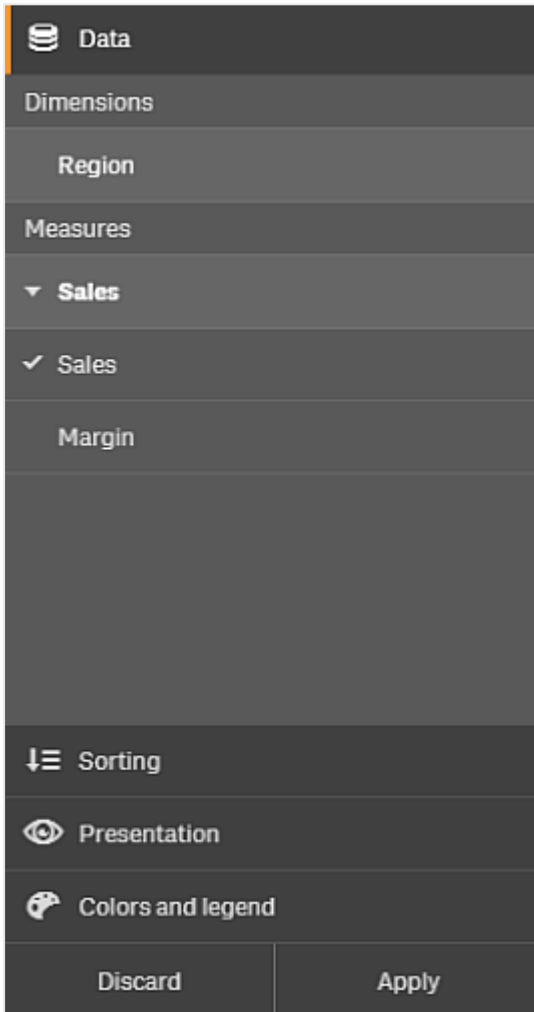 Data
Dimensions
Region
Measures
Sales
Sales
Margin
Sorting
Presentation
Colors and legend
Discard Apply